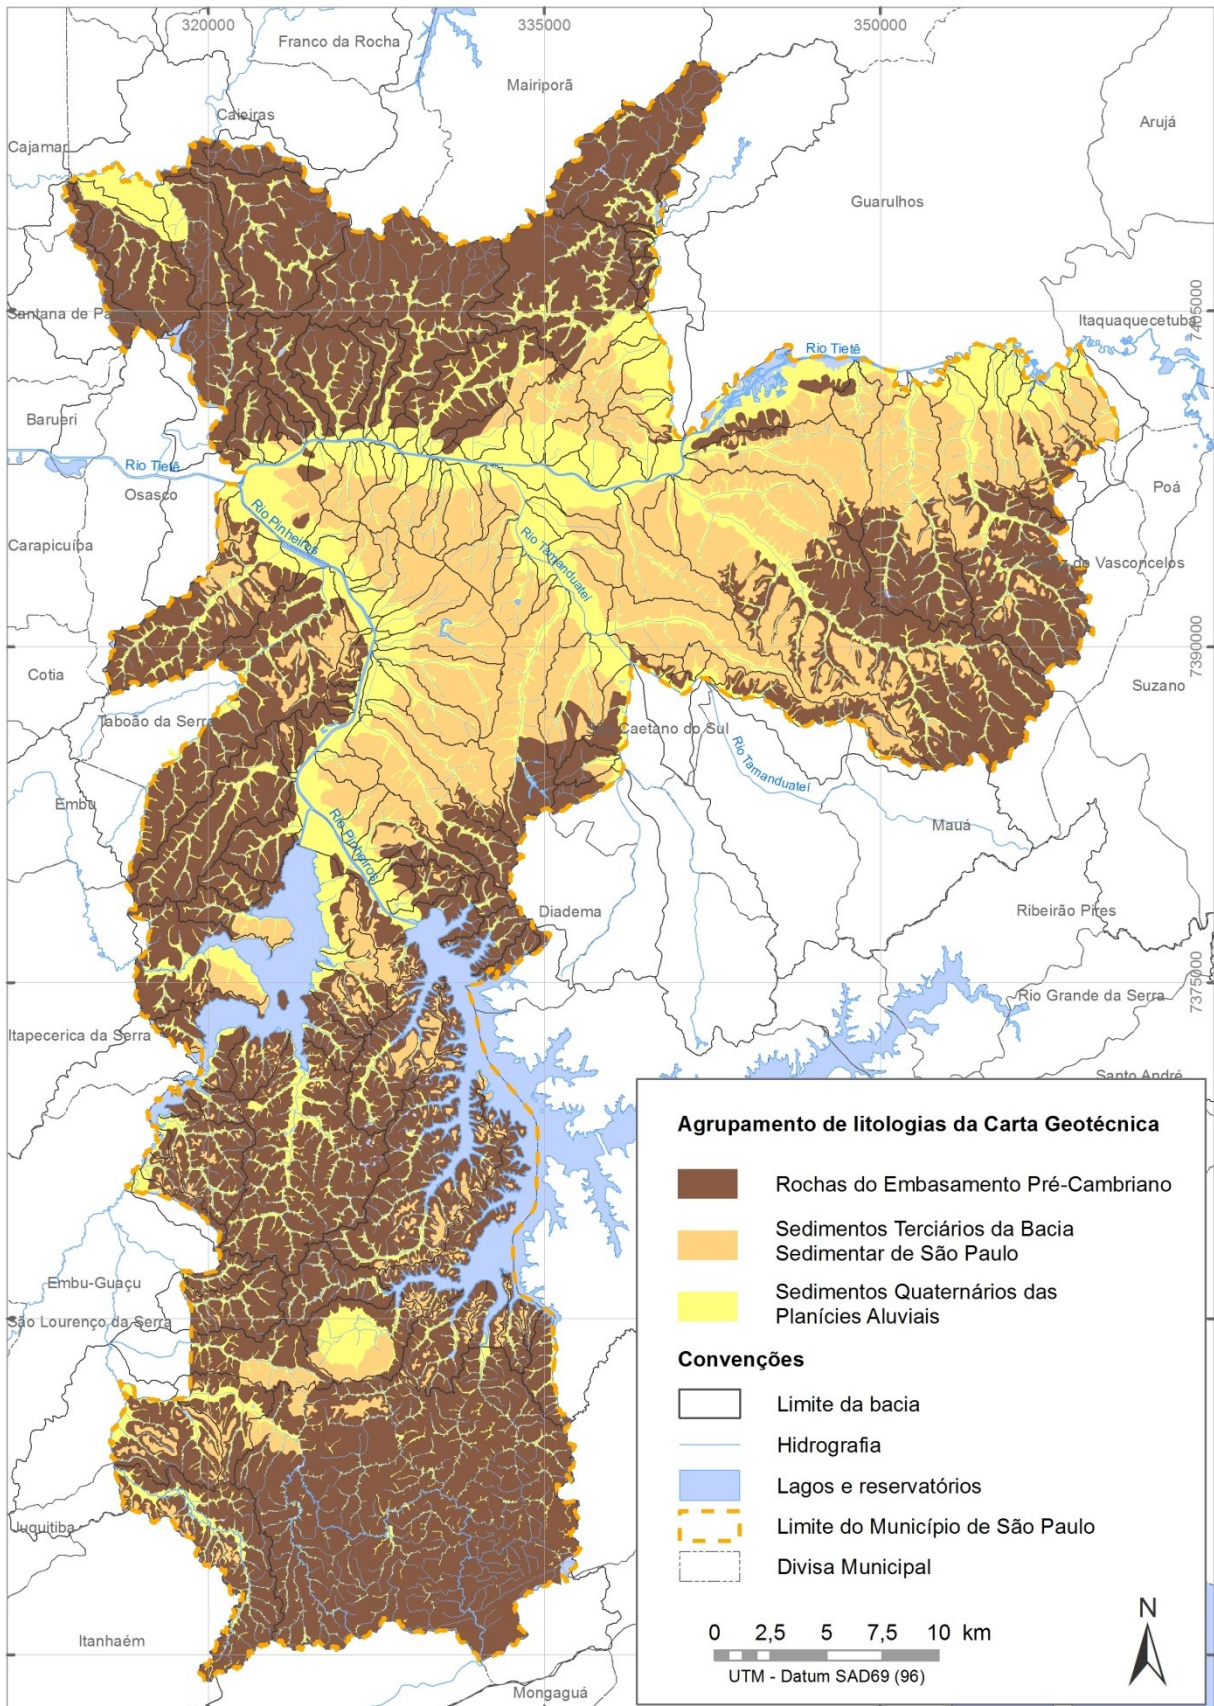 320000
335000
350000
Franco da Rocha
Mairiporã
Caieiras
Arujá
Cajamar
Guarulhos
Santana de Pa
7405000
Itaquaquecetuba
Rio Tietê
Barueri
Rio Tietê
Osasco
Poá
Rio Pinheiros
Rio Tamanduateí
Carapicuíba
de Vasconcelos
7390000
Cotia
Suzano
Taboão da Serra
Caetano do Sul
Rio Tamanduateí
Embu
Mauá
Rio Pinheiros
Diadema
Ribeirão Pires
7375000
Rio Grande da Serra
Itapecerica da Serra
Santo André
Agrupamento de litologias da Carta Geotécnica
Rochas do Embasamento Pré-Cambriano
Sedimentos Terciários da Bacia
Sedimentar de São Paulo
Embu-Guaçu
Sedimentos Quaternários das
Planícies Aluviais
São Lourenço da Serra
Convenções
Limite da bacia
Hidrografia
Lagos e reservatórios
Juquitiba
Limite do Município de São Paulo
Divisa Municipal
N
Itanhaém
0 2,5 5 7,5 10 km
UTM - Datum SAD69 (96)
Mongaguá